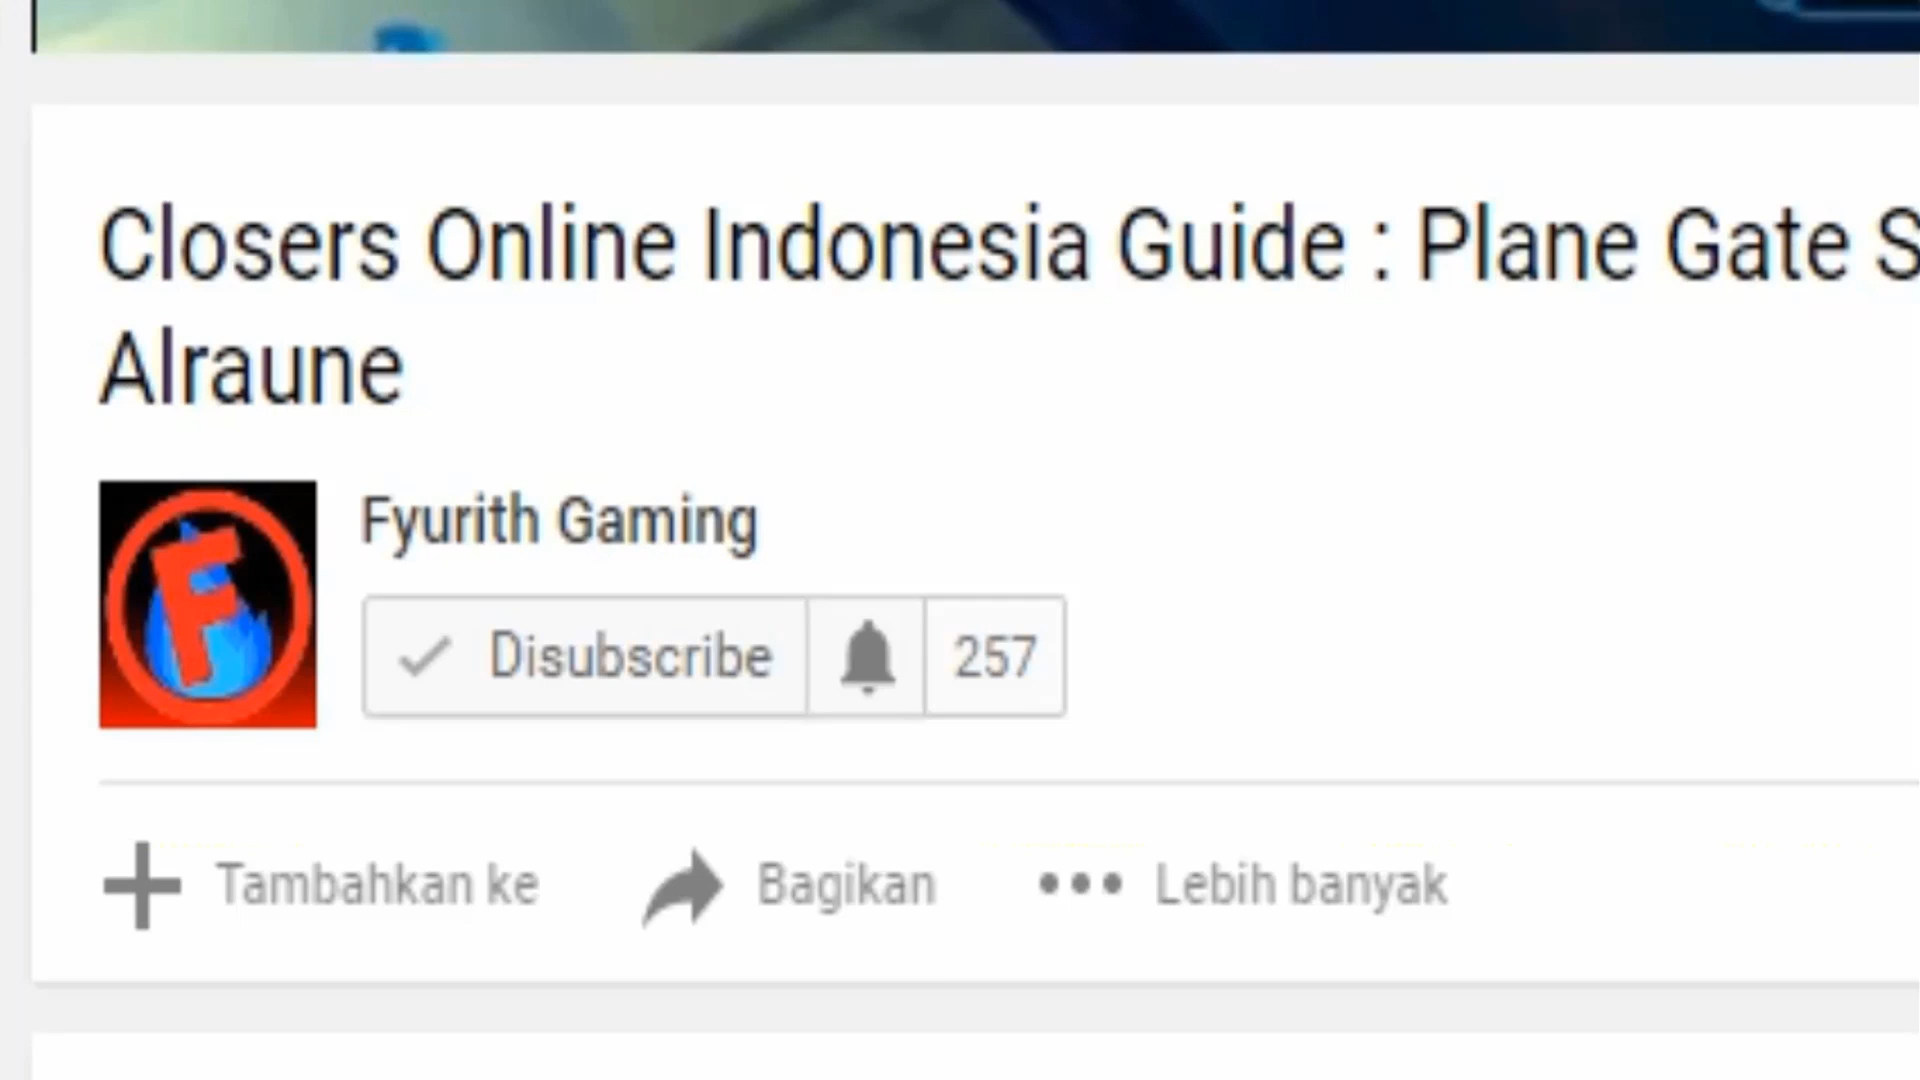 Closers Online Indonesia Guide : Plane Gate S
Alraune
F
Fyurith Gaming
Disubscribe
257
Tambahkan ke
Bagikan
Lebih banyak